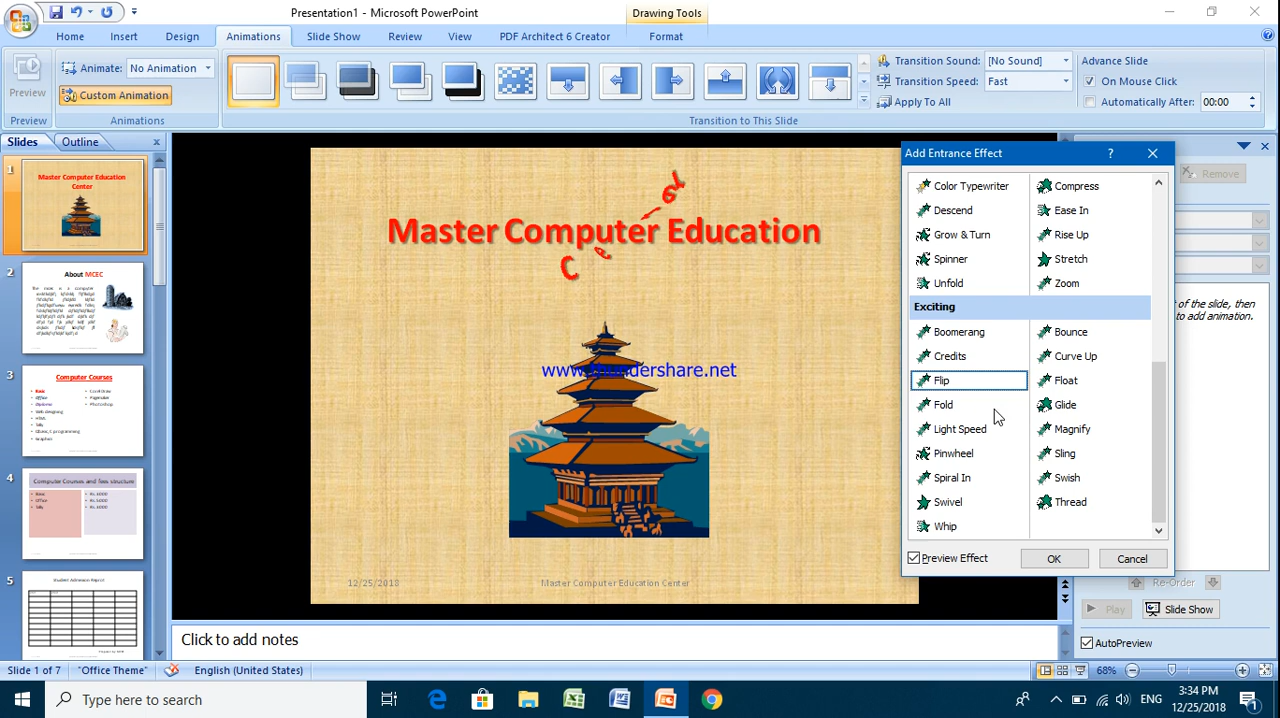 Presentation1 - Microsoft PowerPoint
Drawing Tools
Home Insert Design Animations Slide Show Review View PDF Architect 6 Creator Format
Preview
Animate: No Animation
Custom Animation
Preview
Animations
Transition Sound: [No Sound]
Transition Speed: Fast
Apply To All
Transition to This Slide
Advance Slide
On Mouse Click
Automatically After: 00:00
Slides Outline
1
Master Computer Education
Center
2
About MCEC
3
Computer Courses
4
Computer Courses and fees structure
5
Student Admission Report
Master Computer Education
www.thundershare.net
12/25/2018
Master Computer Education Center
Click to add notes
Add Entrance Effect
?
Color Typewriter Compress
Descend Ease In
Grow & Turn Rise Up
Spinner Stretch
Unfold Zoom
Exciting
Boomerang Bounce
Credits Curve Up
Flip Float
Fold Glide
Light Speed Magnify
Pinwheel Sling
Spiral In Swish
Swivel Thread
Whip
Preview Effect
OK Cancel
Remove
of the slide, then
to add animation.
Re-Order
Play
Slide Show
AutoPreview
Slide 1 of 7 "Office Theme" English (United States) 68%
Type here to search
ENG
3:34 PM
12/25/2018